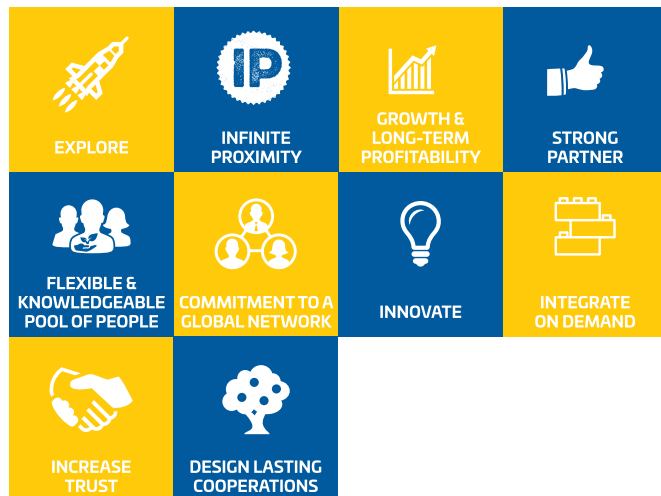 EXPLORE
IP
INFINITE
PROXIMITY
GROWTH &
LONG-TERM
PROFITABILITY
STRONG
PARTNER
FLEXIBLE &
KNOWLEDGEABLE
POOL OF PEOPLE
COMMITMENT TO A
GLOBAL NETWORK
INNOVATE
INTEGRATE
ON DEMAND
INCREASE
TRUST
DESIGN LASTING
COOPERATIONS